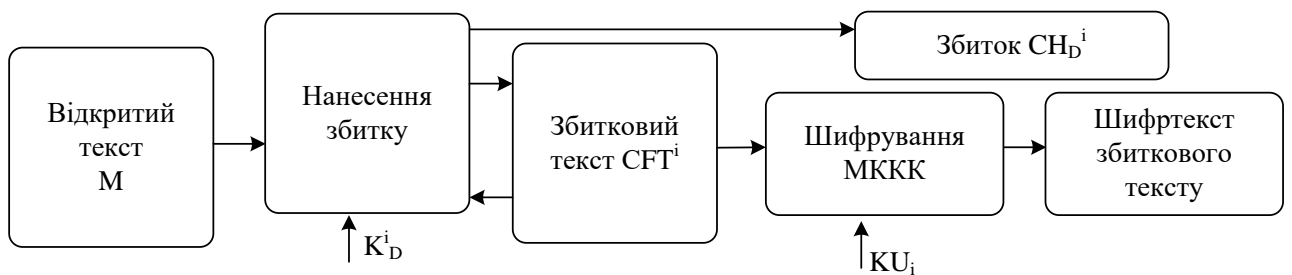 Відкритий
текст
М
Нанесення
збитку
K^i_D
Збитковий
текст CFT^i
Збиток CH_D^i
Шифрування
МККК
KU_i
Шифртекст
збиткового
тексту